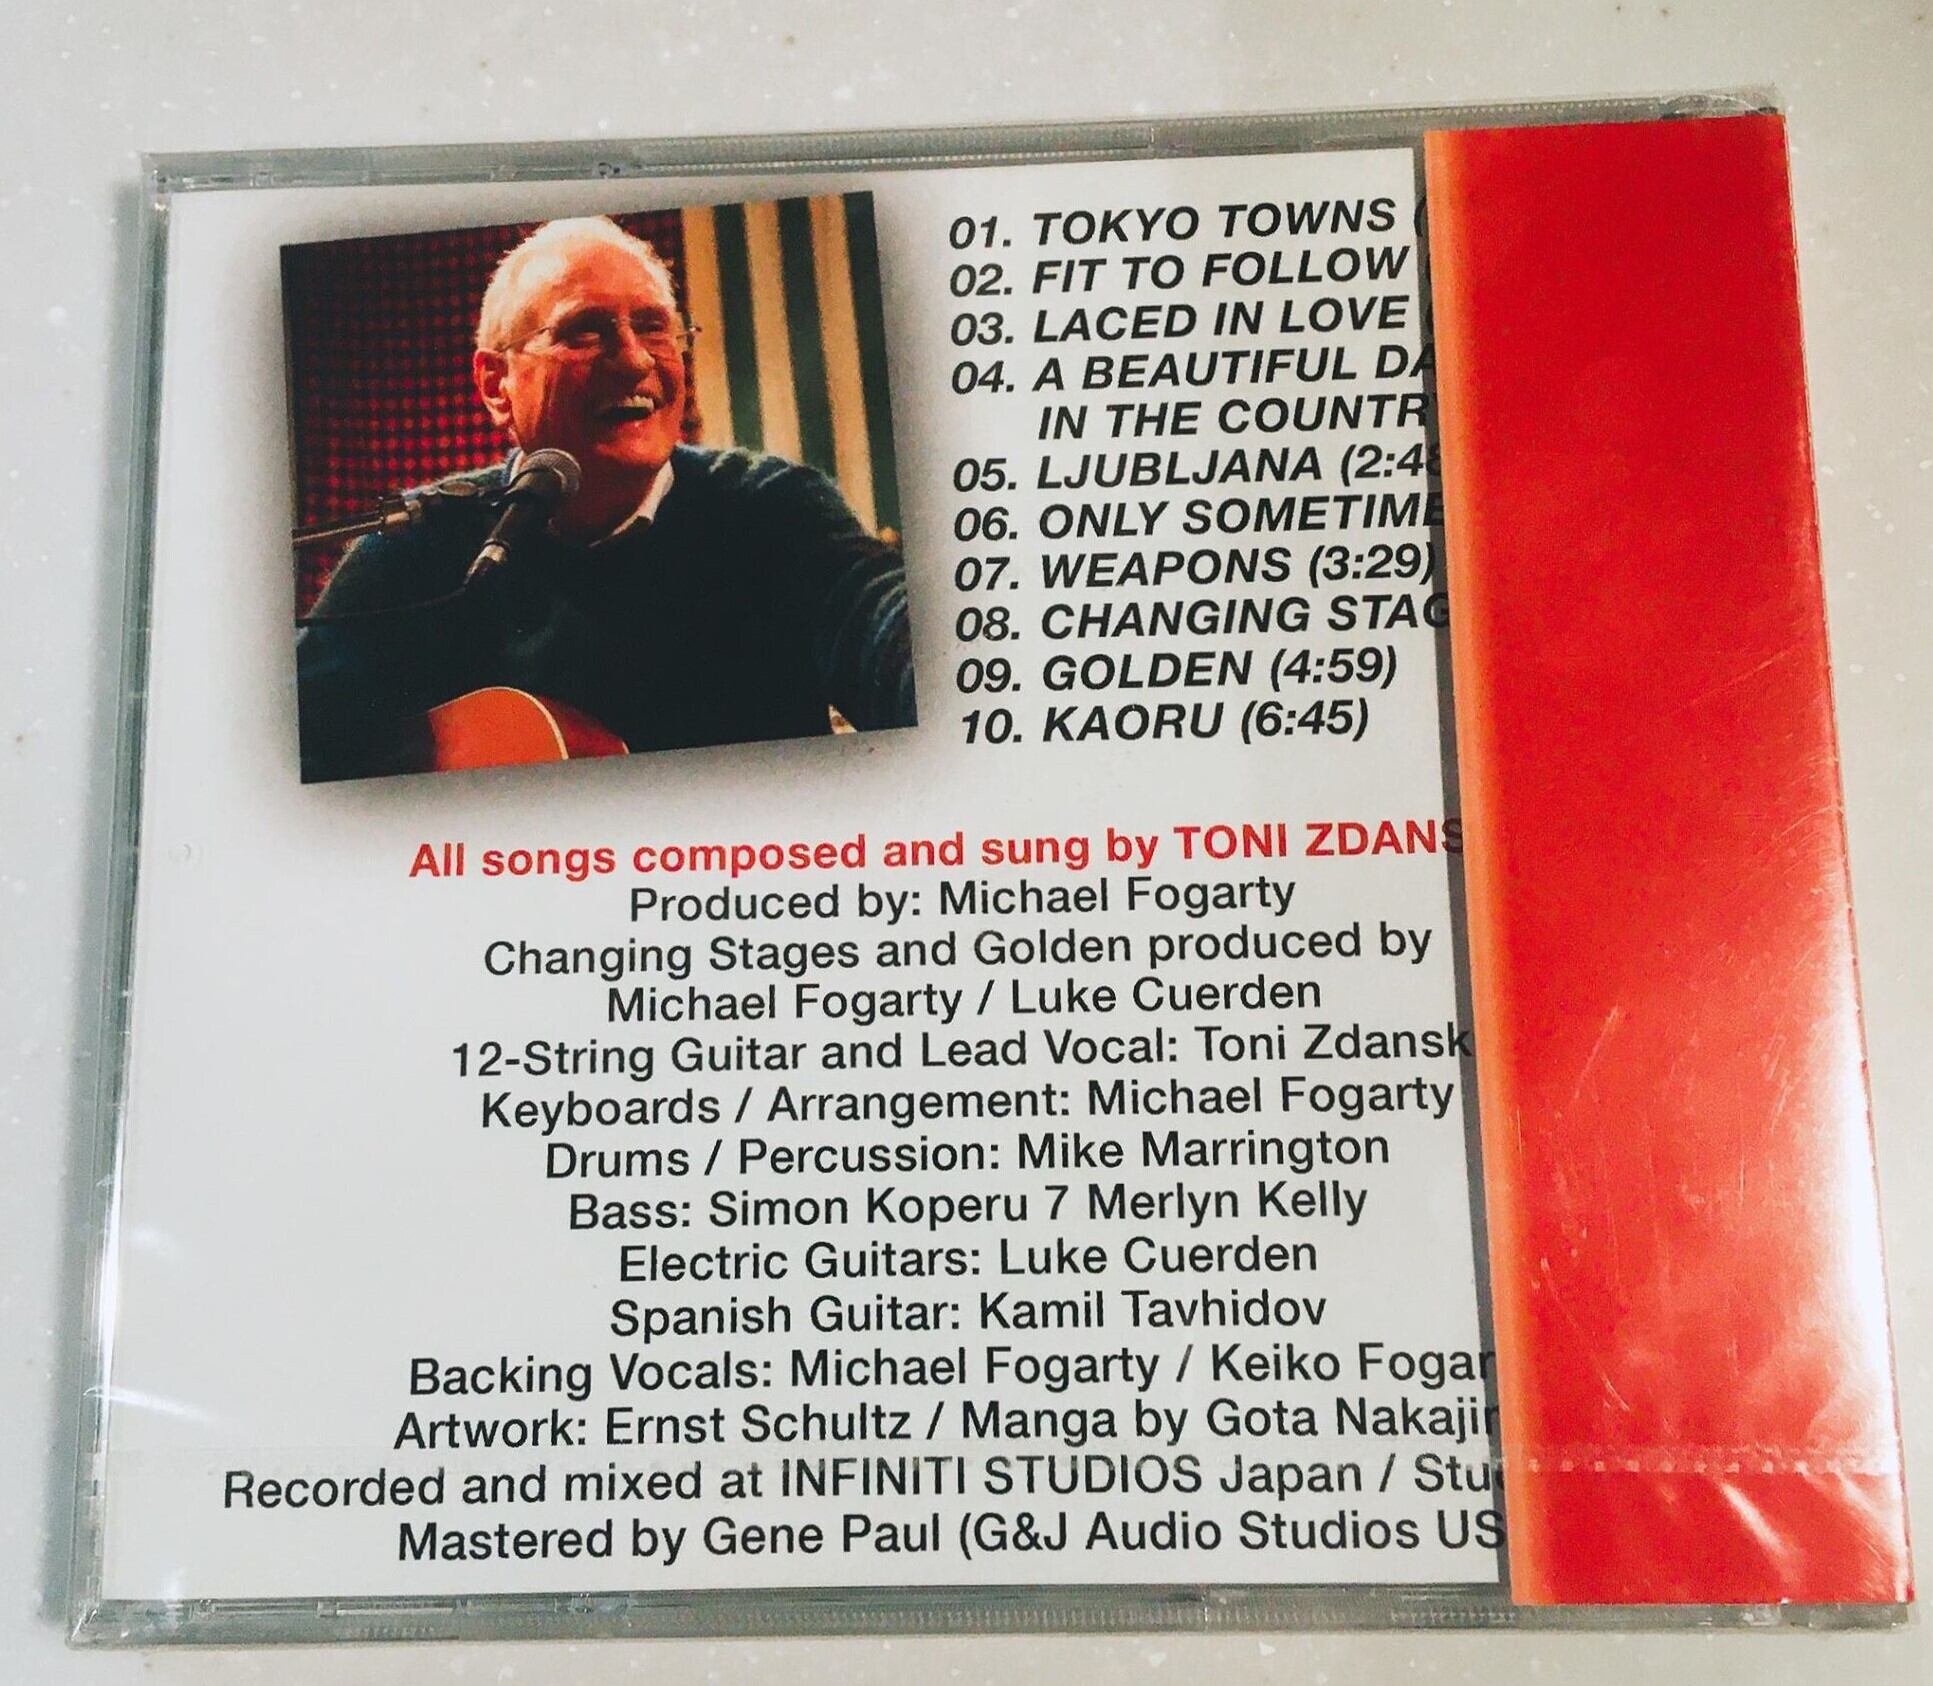 01. TOKYO TOWNS (
02. FIT TO FOLLOW
03. LACED IN LOVE
04. A BEAUTIFUL DA
IN THE COUNTR
05. LJUBLJANA (2:48
06. ONLY SOMETIME
07. WEAPONS (3:29)
08. CHANGING STAG
09. GOLDEN (4:59)
10. KAORU (6:45)
All songs composed and sung by TONI ZDANS
Produced by: Michael Fogarty
Changing Stages and Golden produced by
Michael Fogarty / Luke Cuerden
12-String Guitar and Lead Vocal: Toni Zdansk
Keyboards / Arrangement: Michael Fogarty
Drums / Percussion: Mike Marrington
Bass: Simon Koperu 7 Merlyn Kelly
Electric Guitars: Luke Cuerden
Spanish Guitar: Kamil Tavhidov
Backing Vocals: Michael Fogarty / Keiko Fogar
Artwork: Ernst Schultz / Manga by Gota Nakajim
Recorded and mixed at INFINITI STUDIOS Japan / Stu
Mastered by Gene Paul (G&J Audio Studios US